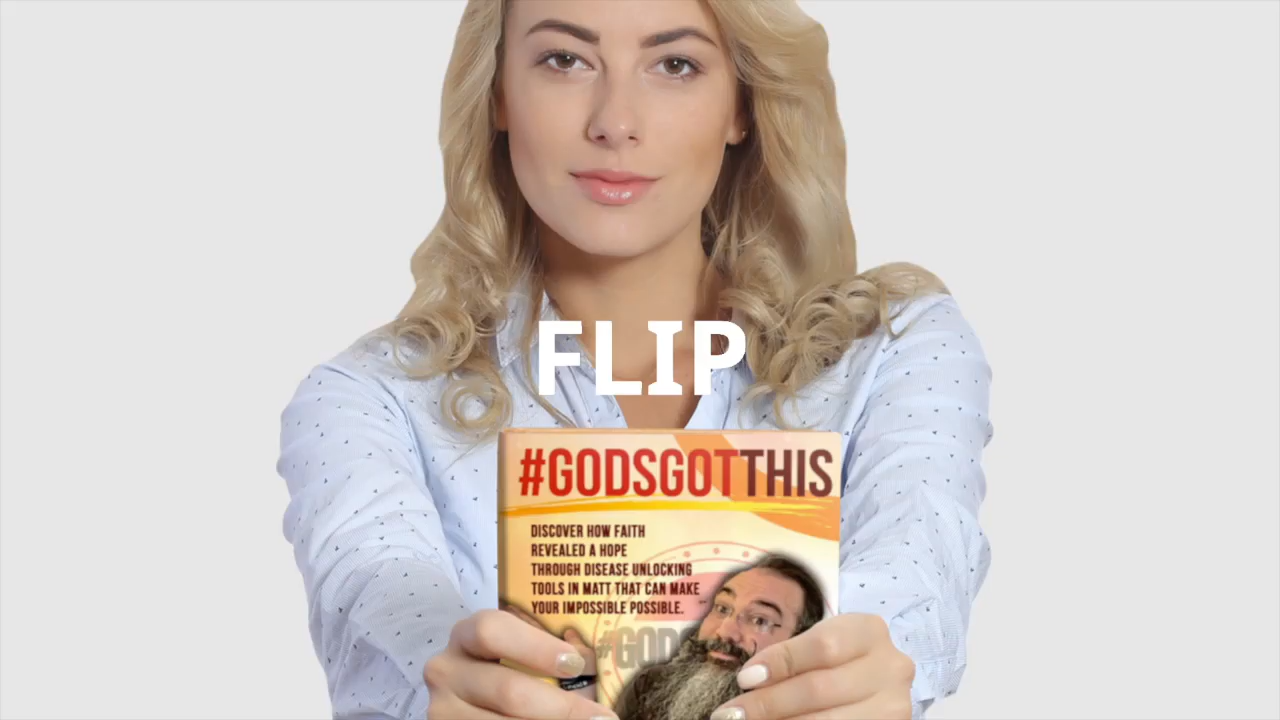 FLIP
#GODSGOTTHIS
DISCOVER HOW FAITH
REVEALED A HOPE
THROUGH DISEASE UNLOCKING
TOOLS IN MATT THAT CAN MAKE
YOUR IMPOSSIBLE POSSIBLE.